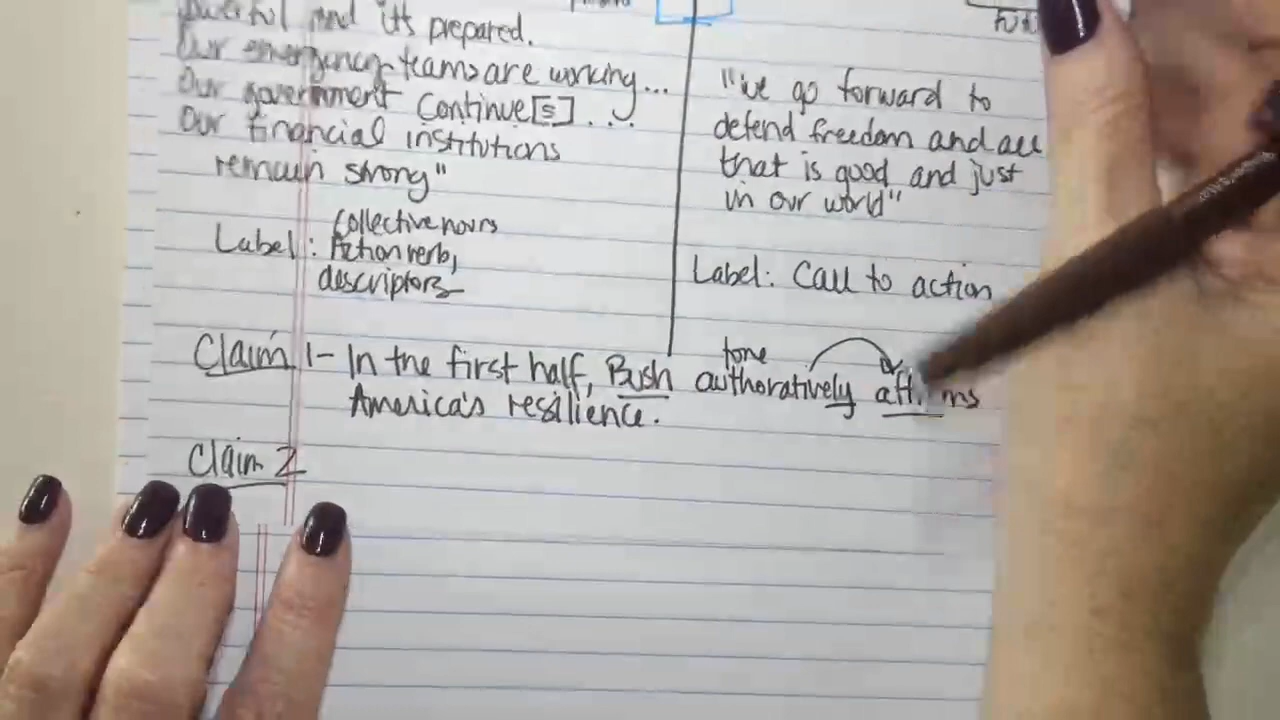 and it's prepared.
Our emergency teams are working...
Our government continue[s] ...
Our financial institutions
remain strong"
Label: Collective nouns
Action verb,
descriptors
"we go forward to
defend freedom and all
that is good and just
in our world"
Label: Call to action
tone
Claim 1- In the first half, Bush authoratively aff ms
America's resilience.
Claim 2